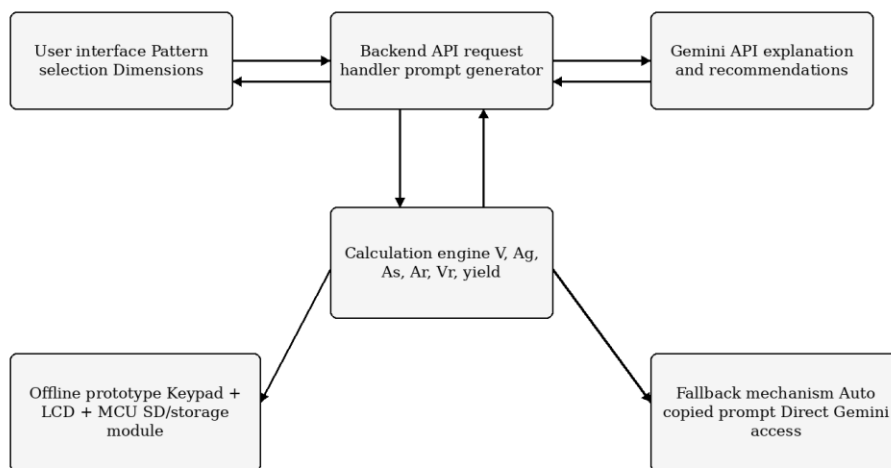 User interface Pattern
selection Dimensions
Backend API request
handler prompt generator
Gemini API explanation
and recommendations
Calculation engine V, Ag,
As, Ar, Vr, yield
Offline prototype Keypad +
LCD + MCU SD/storage
module
Fallback mechanism Auto
copied prompt Direct Gemini
access